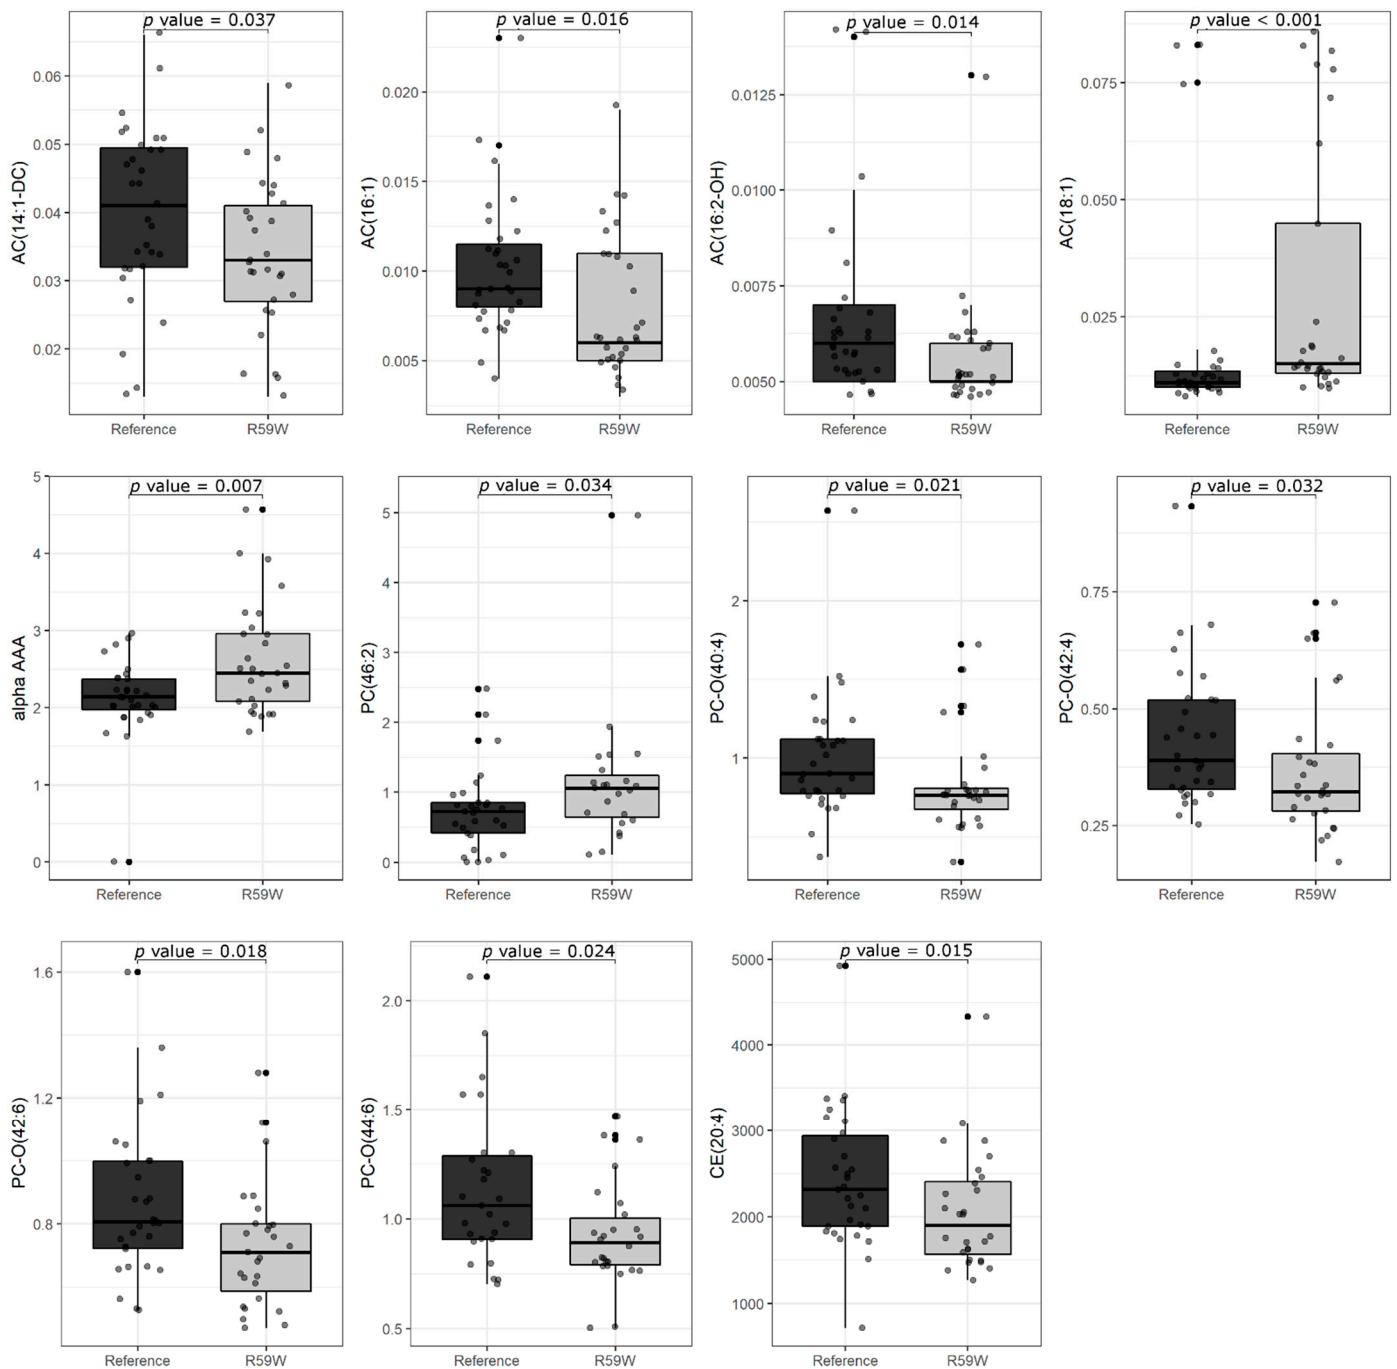 p value = 0.037
AC(14:1-DC)
0.06
0.05
0.04
0.03
0.02
Reference
R59W
p value = 0.016
AC(16:1)
0.020
0.015
0.010
0.005
Reference
R59W
p value = 0.014
AC(16:2-OH)
0.0125
0.0100
0.0075
0.0050
Reference
R59W
p value < 0.001
AC(18:1)
0.075
0.050
0.025
Reference
R59W
p value = 0.007
alpha AAA
5
4
3
2
1
0
Reference
R59W
p value = 0.034
PC(46:2)
5
4
3
2
1
0
Reference
R59W
p value = 0.021
PC-O(40:4)
2
1
Reference
R59W
p value = 0.032
PC-O(42:4)
0.75
0.50
0.25
Reference
R59W
p value = 0.018
PC-O(42:6)
1.6
1.2
0.8
Reference
R59W
p value = 0.024
PC-O(44:6)
2.0
1.5
1.0
0.5
Reference
R59W
p value = 0.015
CE(20:4)
5000
4000
3000
2000
1000
Reference
R59W